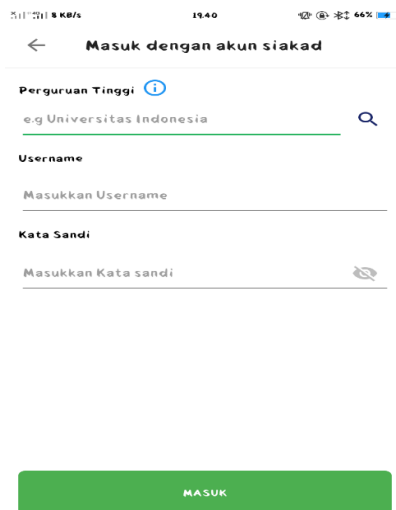 8 KB/s 19.40 66%
Masuk dengan akun siakad
Perguruan Tinggi
e.g Universitas Indonesia
Username
Masukkan Username
Kata Sandi
Masukkan Kata sandi
MASUK